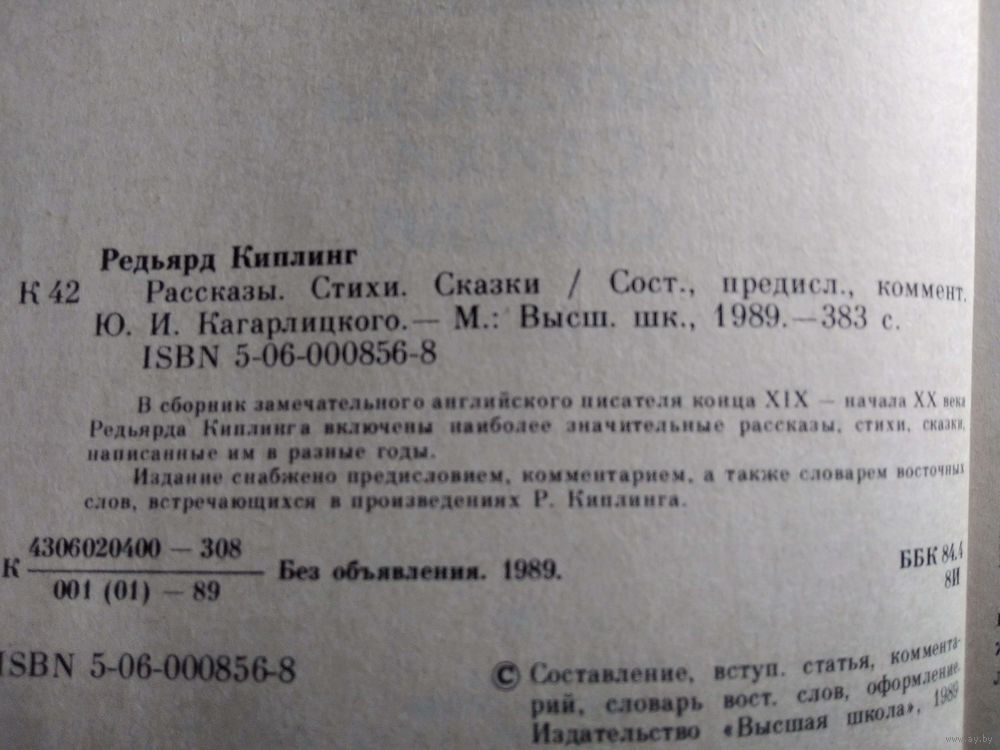 Редьярд Киплинг
К 42 Рассказы. Стихи. Сказки / Сост., предисл., коммент.
Ю. И. Кагарлицкого.— М.: Высш. шк., 1989.—383 с.
ISBN 5-06-000856-8
В сборник замечательного английского писателя конца XIX — начала XX века
Редьярда Киплинга включены наиболее значительные рассказы, стихи, сказки,
написанные им в разные годы.
Издание снабжено предисловием, комментарием, а также словарем восточных
слов, встречающихся в произведениях Р. Киплинга.
К 4306020400 — 308
001 (01) — 89
Без объявления. 1989.
ББК 84.4
8И
ISBN 5-06-000856-8
© Составление, вступ. статья, коммента-
рий, словарь вост. слов, оформление.
Издательство «Высшая школа», 1989
www.ay.by